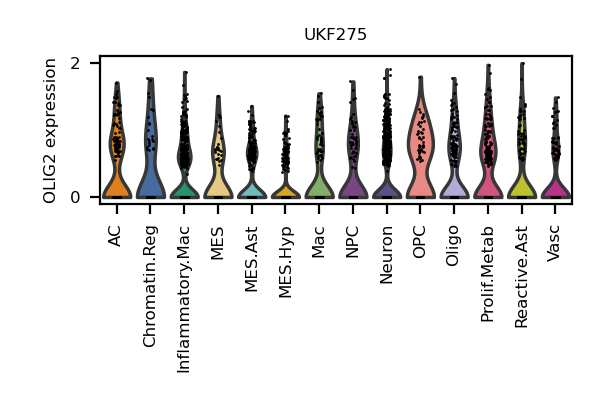 UKF275
OLIG2 expression
2
0
AC
Chromatin.Reg
Inflammatory.Mac
MES
MES.Ast
MES.Hyp
Mac
NPC
Neuron
OPC
Oligo
Prolif.Metab
Reactive.Ast
Vasc